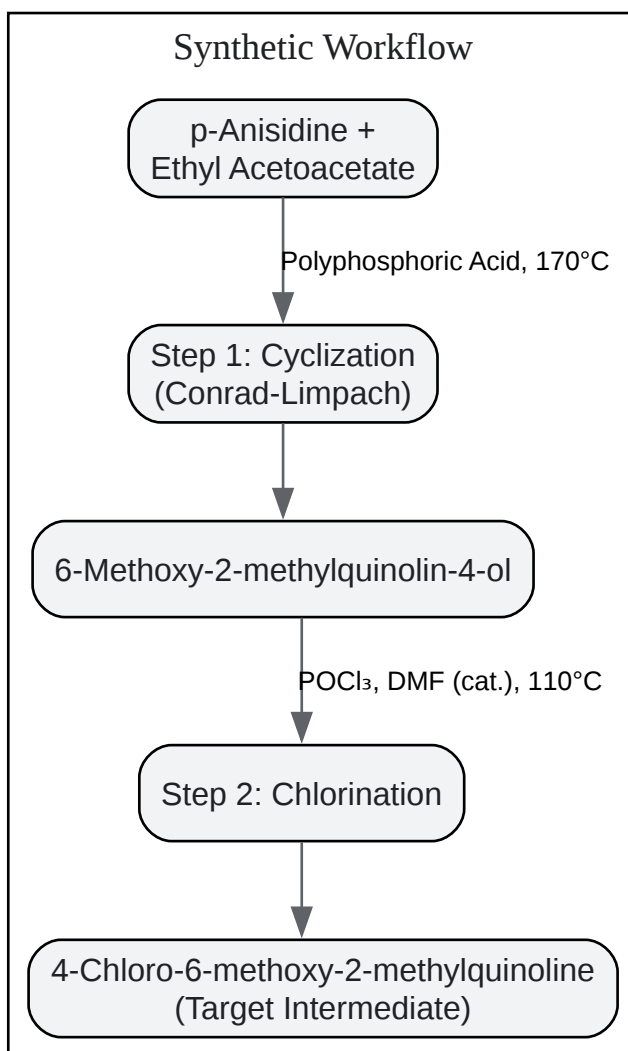 Synthetic Workflow
p-Anisidine +
Ethyl Acetoacetate
Polyphosphoric Acid, 170°C
Step 1: Cyclization
(Conrad-Limpach)
6-Methoxy-2-methylquinolin-4-ol
POCl₃, DMF (cat.), 110°C
Step 2: Chlorination
4-Chloro-6-methoxy-2-methylquinoline
(Target Intermediate)